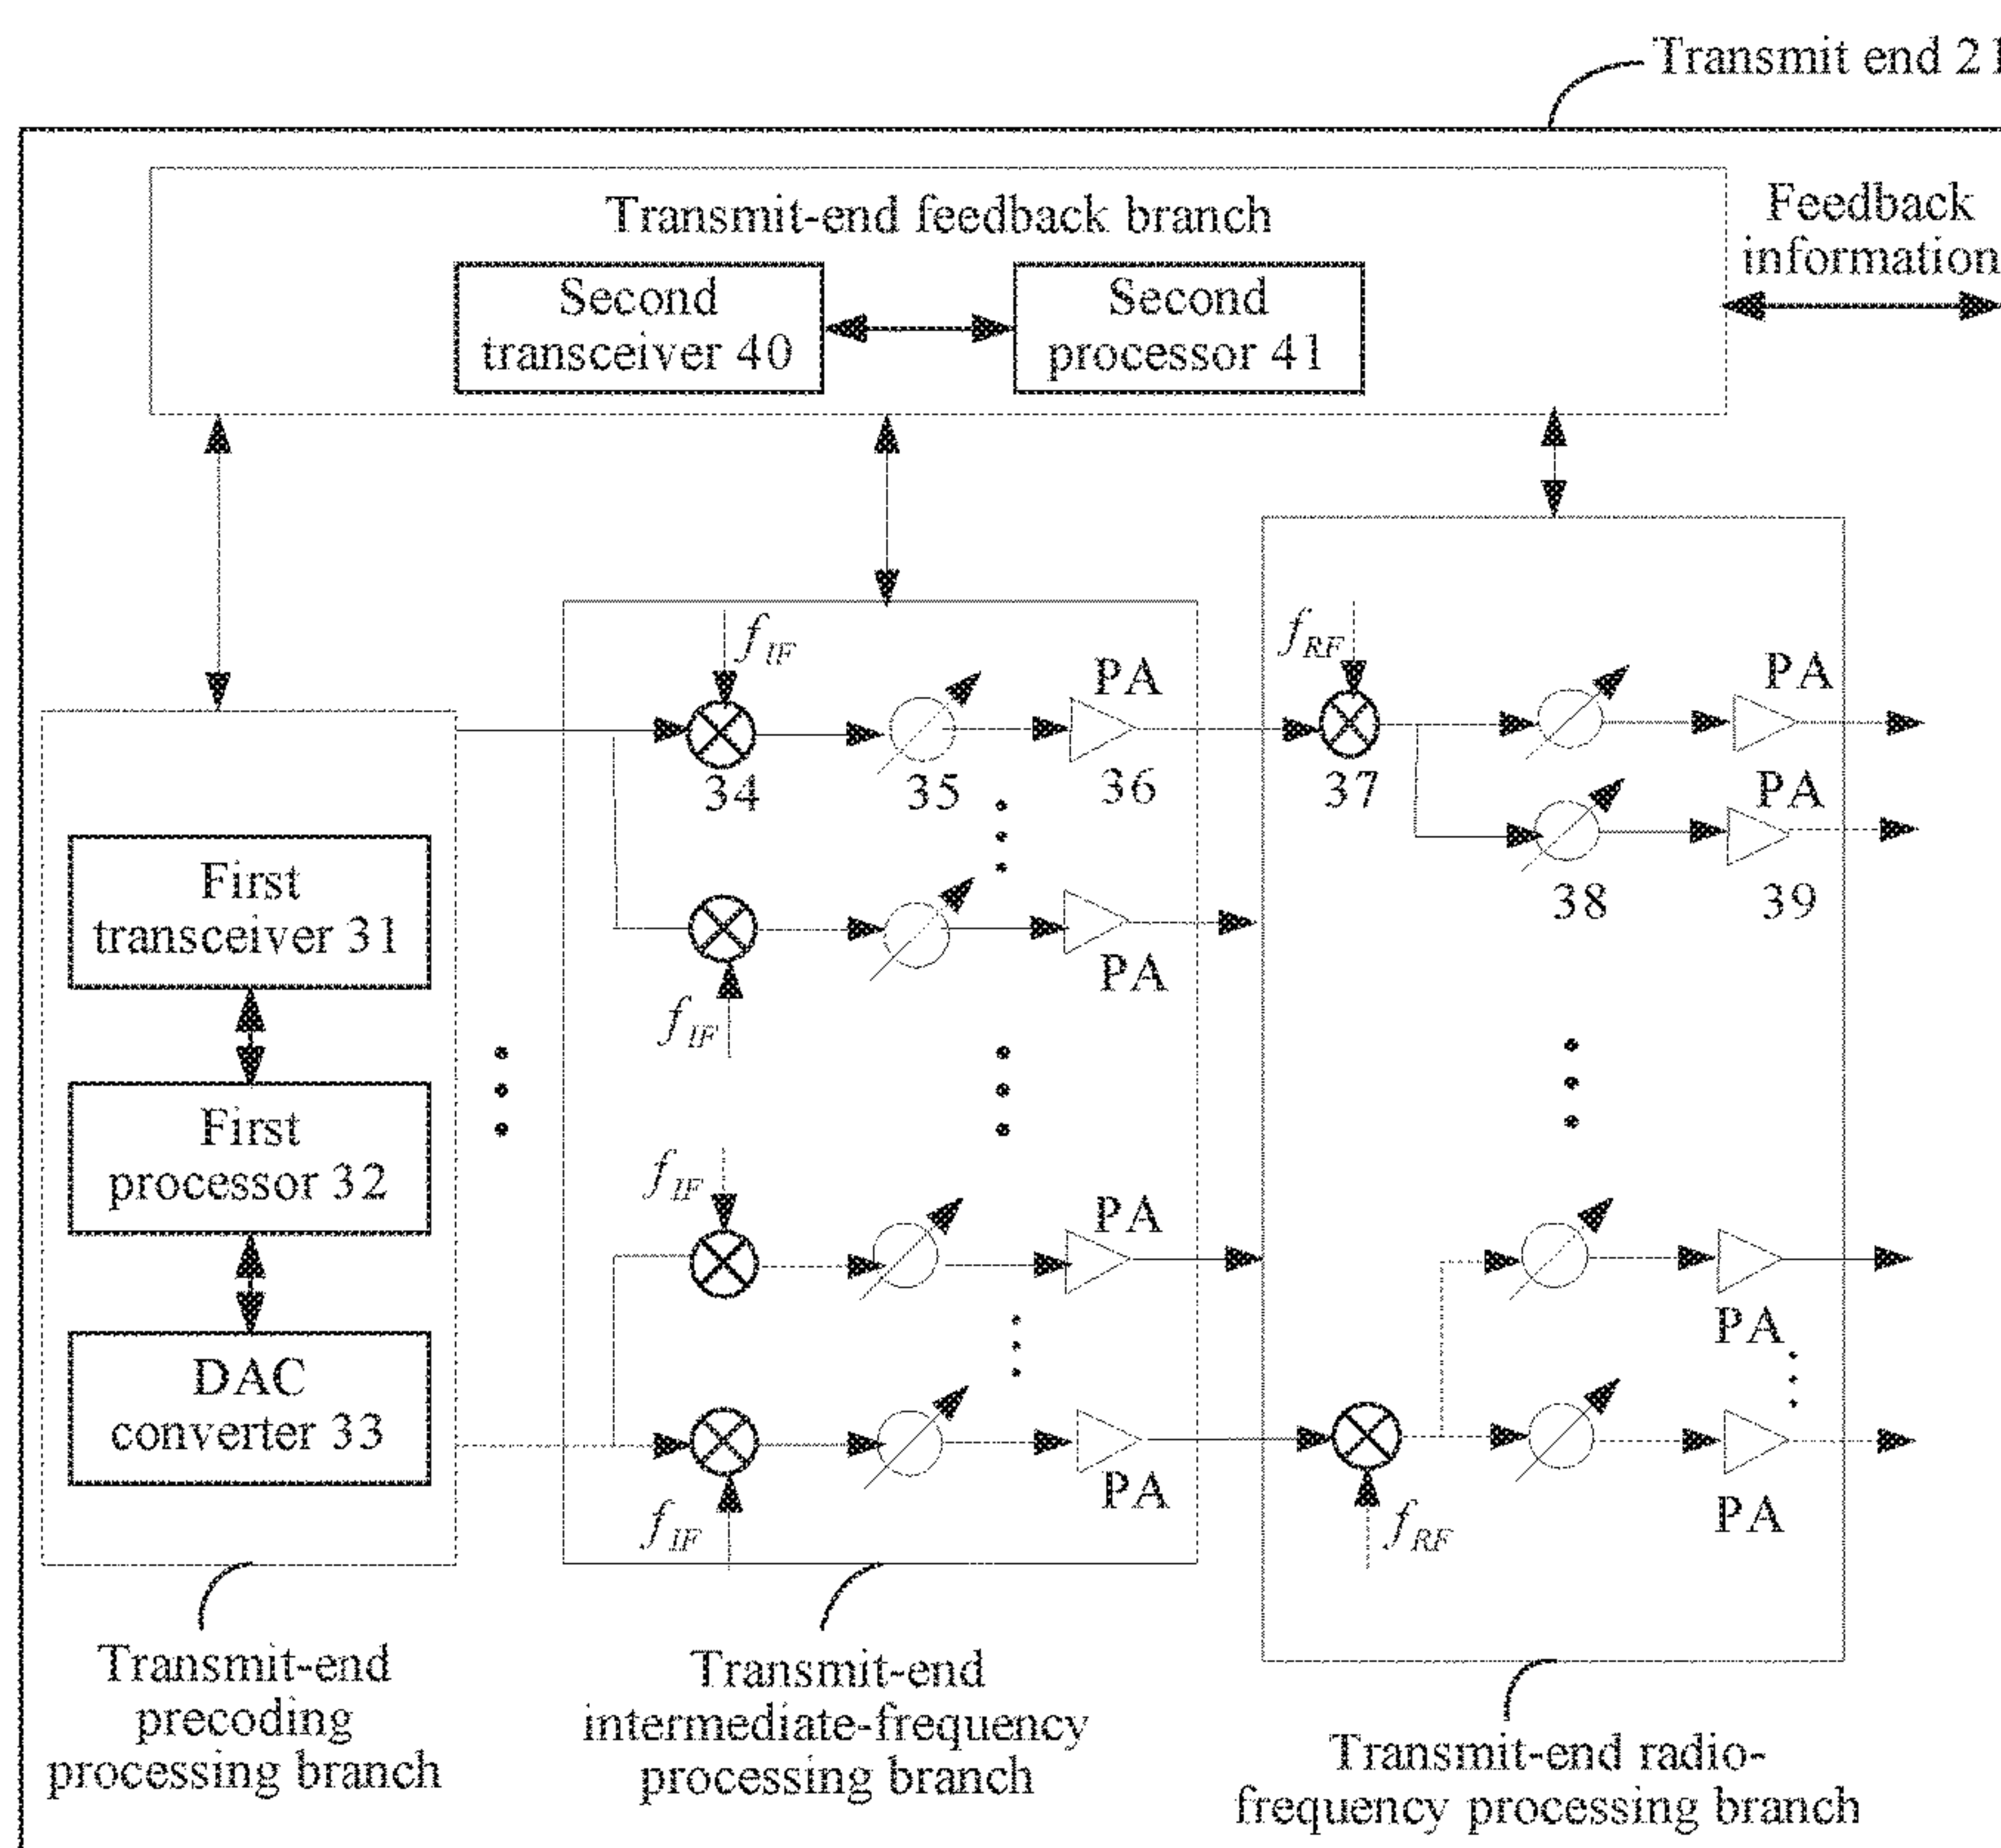 Transmit end 21
Transmit-end feedback branch
Feedback
information
Second
transceiver 40
Second
processor 41
f_IF
PA
f_RF
PA
34
35
36
37
PA
38
39
First
transceiver 31
PA
f_IF
First
processor 32
f_IF
PA
PA
DAC
converter 33
PA
PA
f_IF
f_RF
Transmit-end
precoding
processing branch
Transmit-end
intermediate-frequency
processing branch
Transmit-end radio-
frequency processing branch